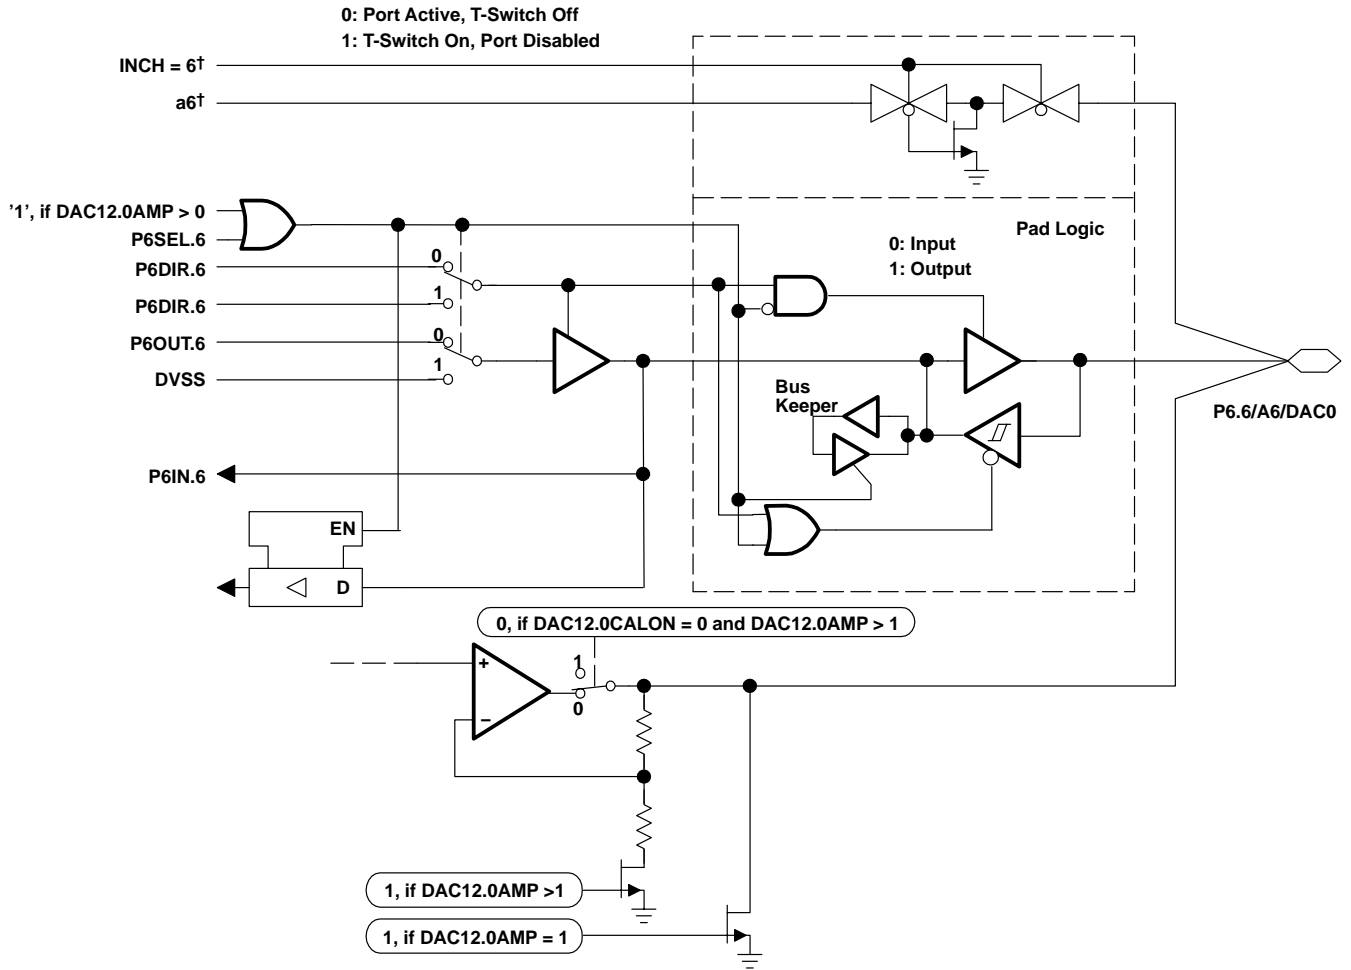 0: Port Active, T-Switch Off
1: T-Switch On, Port Disabled
INCH = 6†
a6†
’1’, if DAC12.0AMP > 0
P6SEL.6
P6DIR.6
0
P6DIR.6
1
P6OUT.6
0
DVSS
1
Pad Logic
0: Input
1: Output
Bus
Keeper
P6.6/A6/DAC0
P6IN.6
EN
D
0, if DAC12.0CALON = 0 and DAC12.0AMP > 1
+
−
1
0
1, if DAC12.0AMP >1
1, if DAC12.0AMP = 1